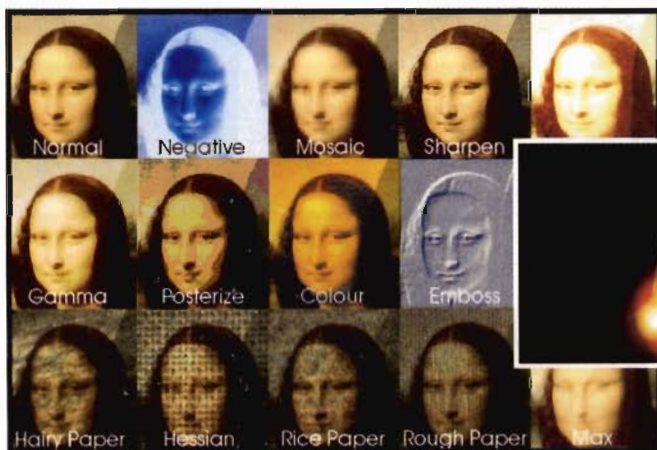 Normal
Negative
Mosaic
Sharpen
Gamma
Posterize
Colour
Emboss
Hairy Paper
Hessian
Rice Paper
Rough Paper
Max